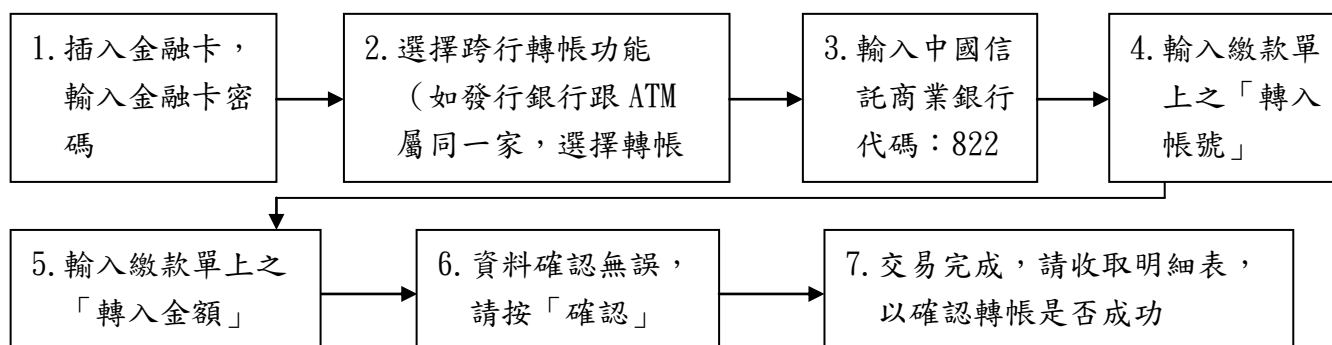 1.插入金融卡，
輸入金融卡密
碼
2.選擇跨行轉帳功能
（如發行銀行跟 ATM
屬同一家，選擇轉帳
3.輸入中國信
託商業銀行
代碼：822
4.輸入繳款單
上之「轉入
帳號」
5.輸入繳款單上之
「轉入金額」
6.資料確認無誤，
請按「確認」
7.交易完成，請收取明細表，
以確認轉帳是否成功